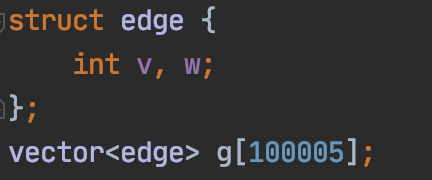 struct edge {
    int v, w;
};
vector<edge> g[100005];